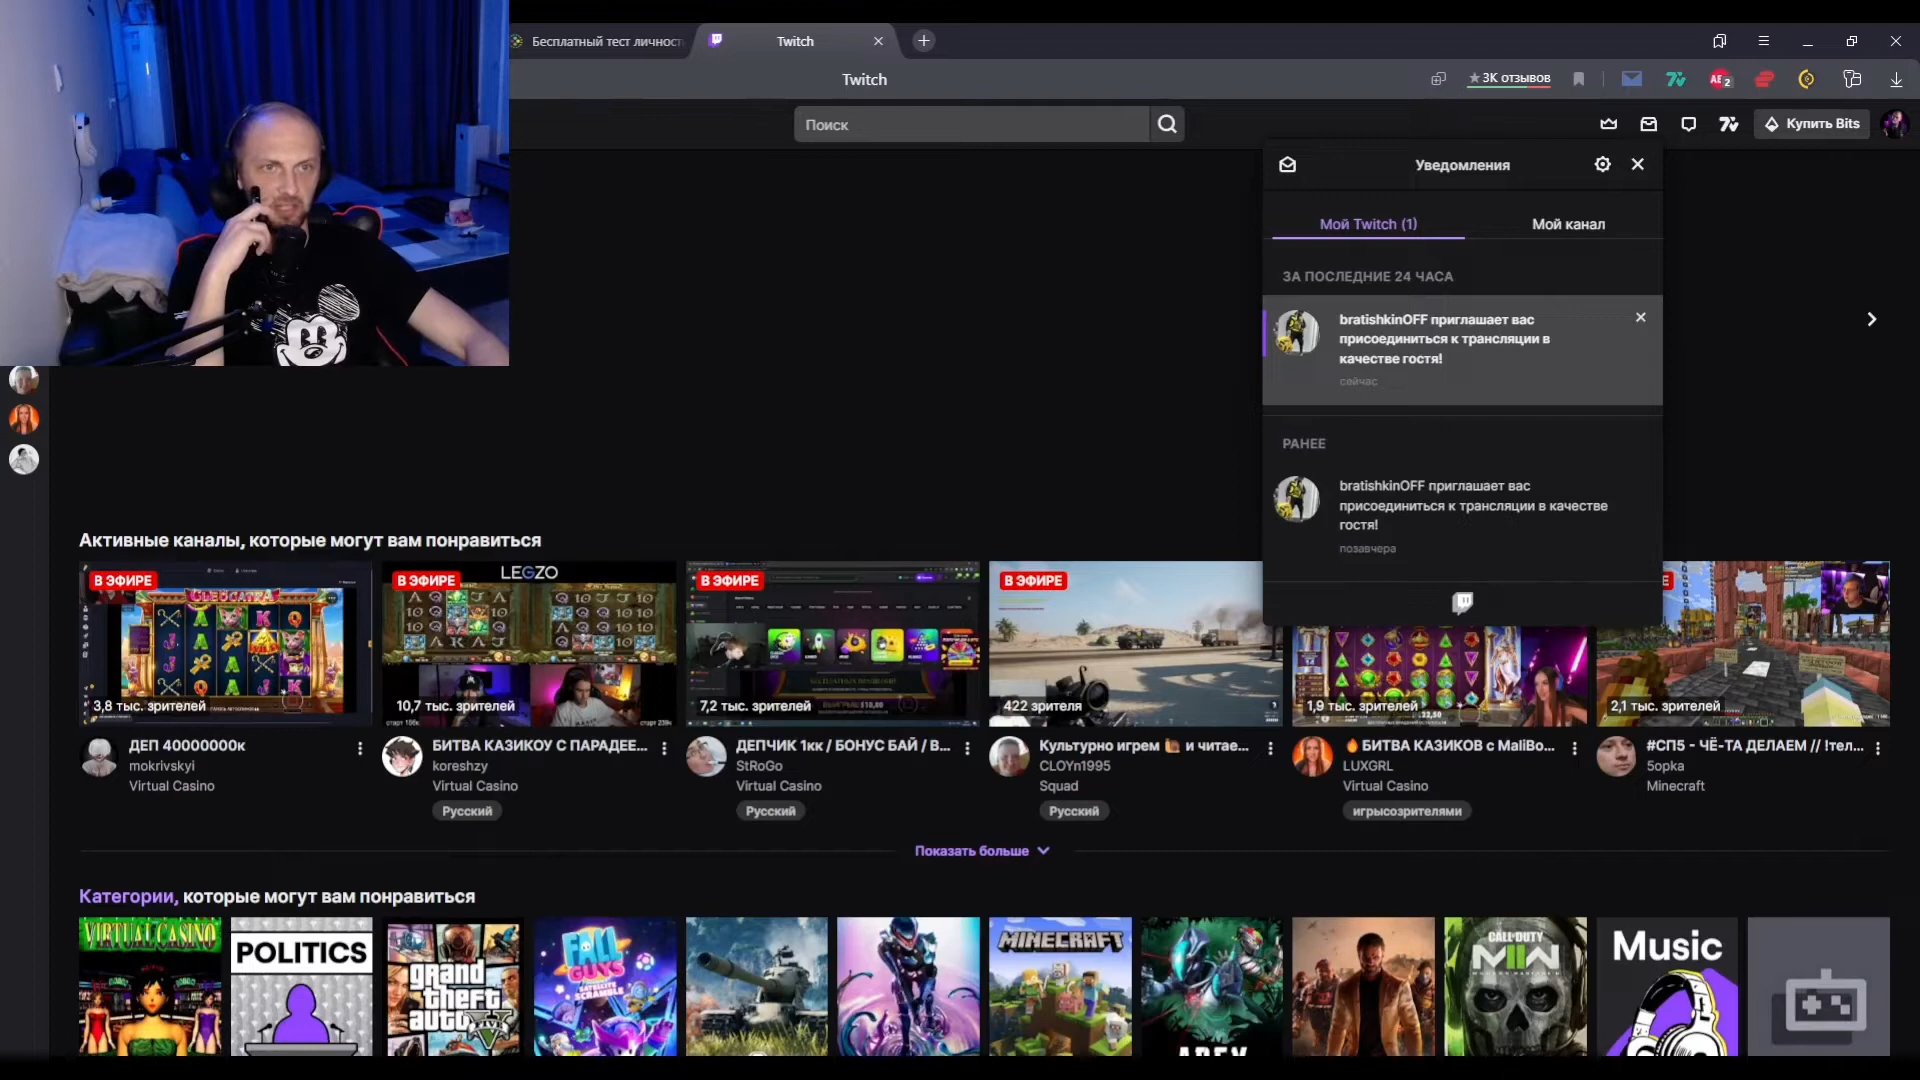 Бесплатный тест личност
Twitch
Twitch
3К отзывов
Поиск
Купить Bits
Уведомления
Мой Twitch (1)
Мой канал
ЗА ПОСЛЕДНИЕ 24 ЧАСА
bratishkinOFF приглашает вас
присоединиться к трансляции в
качестве гостя!
сейчас
РАНЕЕ
bratishkinOFF приглашает вас
присоединиться к трансляции в качестве
гостя!
позавчера
Активные каналы, которые могут вам понравиться
В ЭФИРЕ
CLEOCATRA
3,8 тыс. зрителей
В ЭФИРЕ
LEGZO
10,7 тыс. зрителей
В ЭФИРЕ
7,2 тыс. зрителей
В ЭФИРЕ
422 зрителя
1,9 тыс. зрителей
2,1 тыс. зрителей
ДЕП 40000000к
mokrivskyi
Virtual Casino
БИТВА КАЗИКОУ С ПАРАДЕЕ...
koreshzy
Virtual Casino
Русский
ДЕПЧИК 1кк / БОНУС БАЙ / В...
StRoGo
Virtual Casino
Русский
Культурно игрем 🐌 и читае...
CLOYn1995
Squad
Русский
🔥БИТВА КАЗИКОВ с MaliBo...
LUXGRL
Virtual Casino
игрысозрителями
#СП5 - ЧЁ-ТА ДЕЛАЕМ // !тел...
5opka
Minecraft
Показать больше
Категории, которые могут вам понравиться
VIRTUAL CASINO
POLITICS
grand
theft
auto
V
FALL
GUYS
MINECRAFT
APEX
CALL OF DUTY
MWII
Music